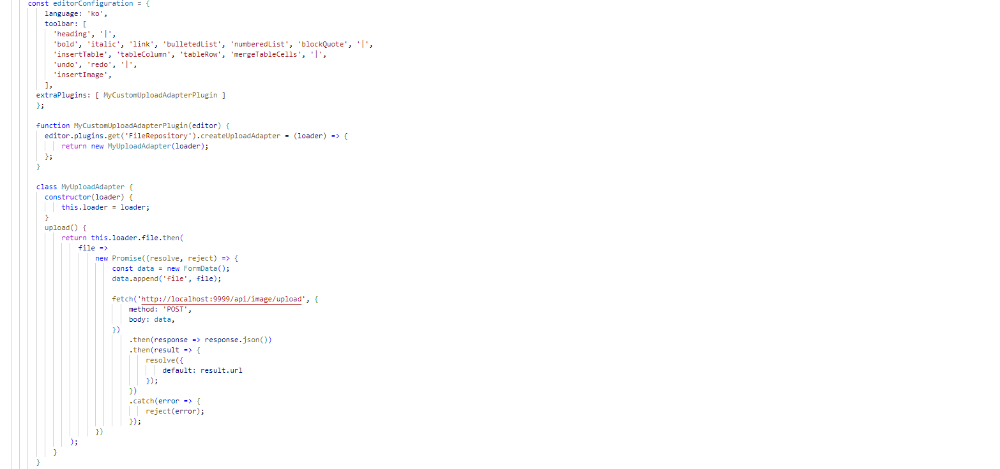 const editorConfiguration = {
language: 'ko',
toolbar: [
'heading', '|',
'bold', 'italic', 'link', 'bulletedList', 'numberedList', 'blockQuote', '|',
'insertTable', 'tableColumn', 'tableRow', 'mergeTableCells', '|',
'undo', 'redo', '|',
'insertImage',
],
extraPlugins: [ MyCustomUploadAdapterPlugin ]
};
function MyCustomUploadAdapterPlugin(editor) {
editor.plugins.get('FileRepository').createUploadAdapter = (loader) => {
return new MyUploadAdapter(loader);
};
}
class MyUploadAdapter {
constructor(loader) {
this.loader = loader;
}
upload() {
return this.loader.file.then(
file =>
new Promise((resolve, reject) => {
const data = new FormData();
data.append('file', file);
fetch('http://localhost:9999/api/image/upload', {
method: 'POST',
body: data,
})
.then(response => response.json())
.then(result => {
resolve({
default: result.url
});
})
.catch(error => {
reject(error);
});
})
);
}
}